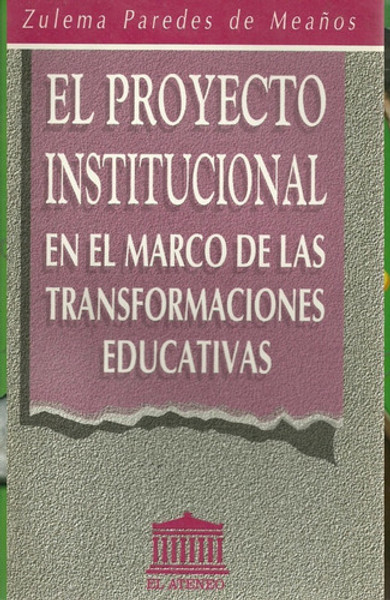 Zulema Paredes de Meaños
EL PROYECTO
INSTITUCIONAL
EN EL MARCO DE LAS
TRANSFORMACIONES
EDUCATIVAS
EL ATENEO